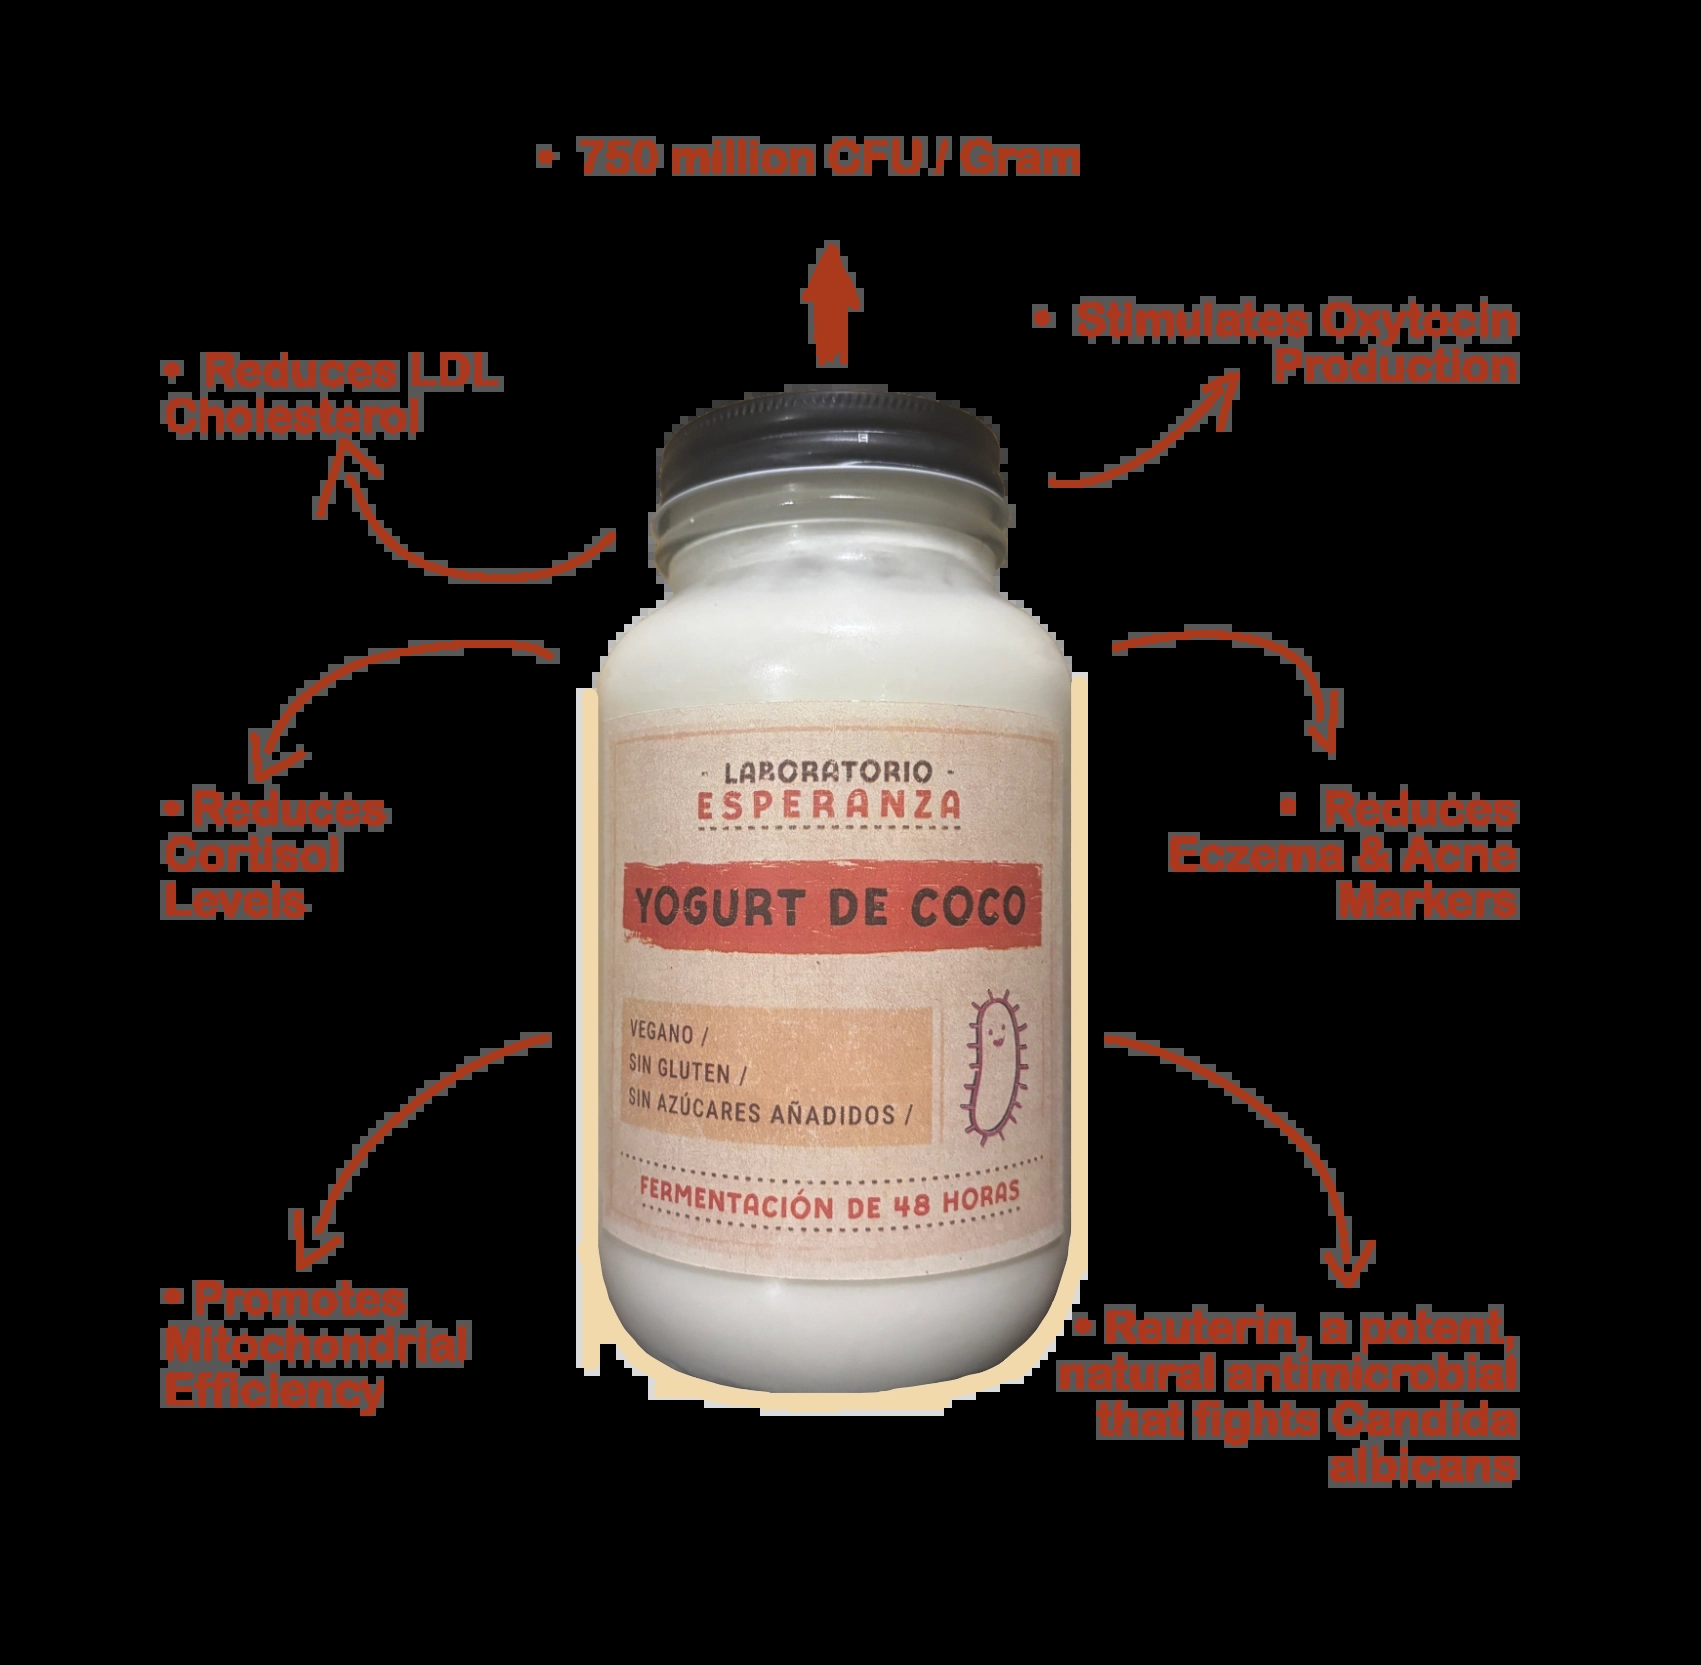 • 750 million CFU / Gram
• Stimulates Oxytocin
Production
• Reduces LDL
Cholesterol
- LABORATORIO -
ESPERANZA
• Reduces
Cortisol
Levels
• Reduces
Eczema & Acne
Markers
YOGURT DE COCO
VEGANO /
SIN GLUTEN /
SIN AZÚCARES AÑADIDOS /
FERMENTACIÓN DE 48 HORAS
• Promotes
Mitochondrial
Efficiency
• Reuterin, a potent,
natural antimicrobial
that fights Candida
albicans